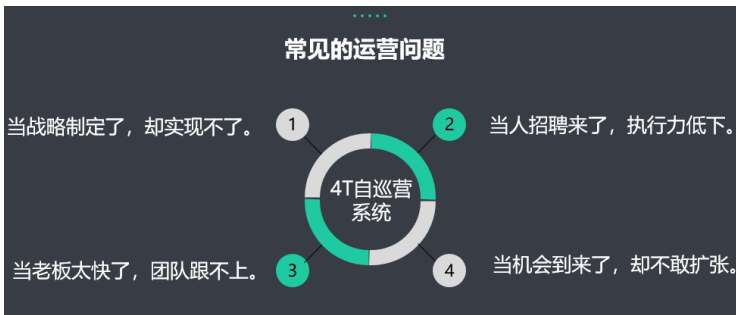 常见的运营问题
当战略制定了，却实现不了。
1
2
当人招聘来了，执行力低下。
4T自巡营
系统
当老板太快了，团队跟不上。
3
4
当机会到来了，却不敢扩张。